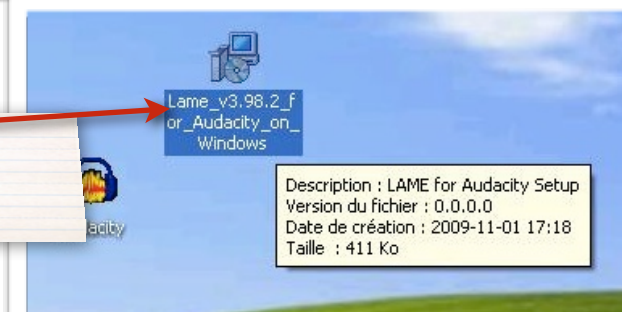 Lame_v3.98.2_f
or_Audacity_on_
Windows
Description : LAME for Audacity Setup
Version du fichier : 0.0.0.0
Date de création : 2009-11-01 17:18
Taille : 411 Ko